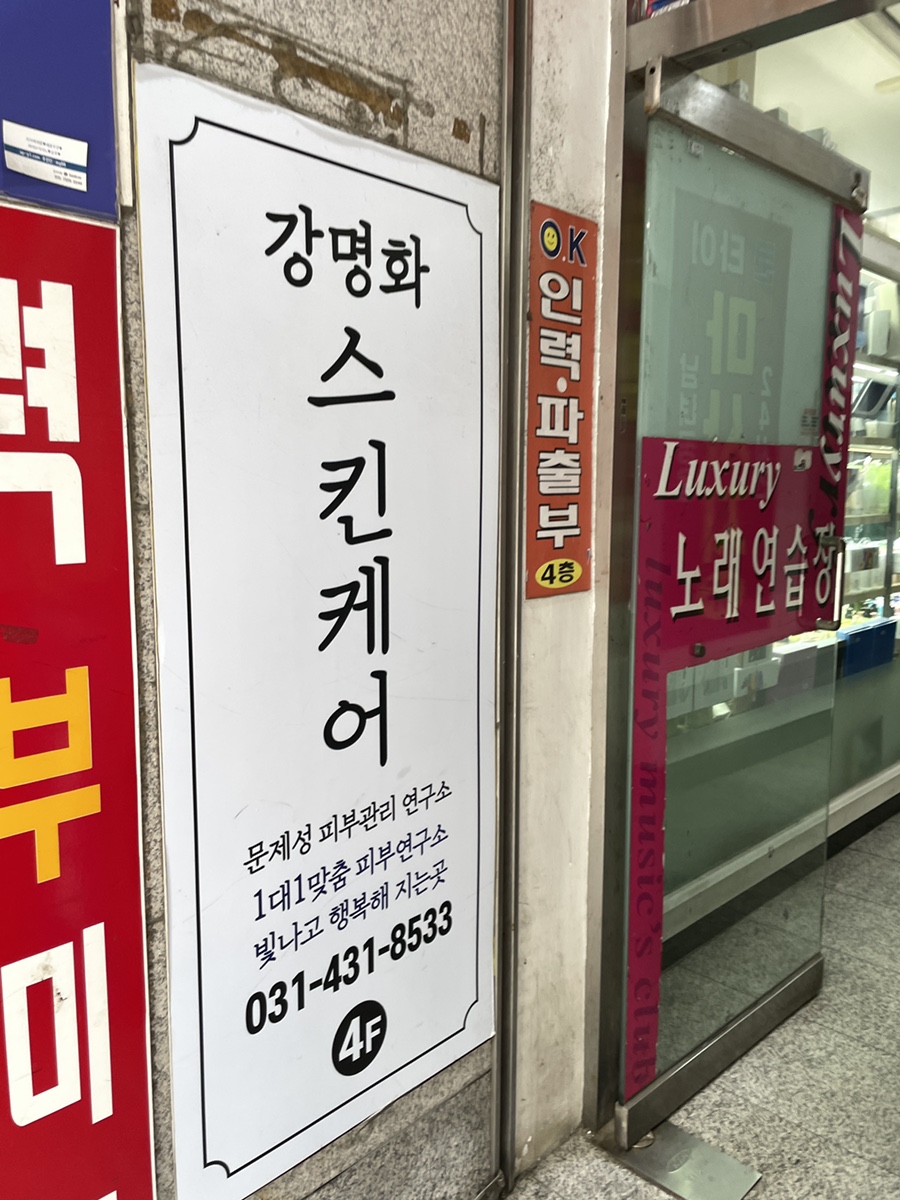 강명화
스킨케어
문제성 피부관리 연구소
1대1맞춤 피부연구소
빛나고 행복해 지는곳
031-431-8533
4F
O.K
인력·파출부
4층
Luxury
노래연습장
Luxury
luxury music's club
부